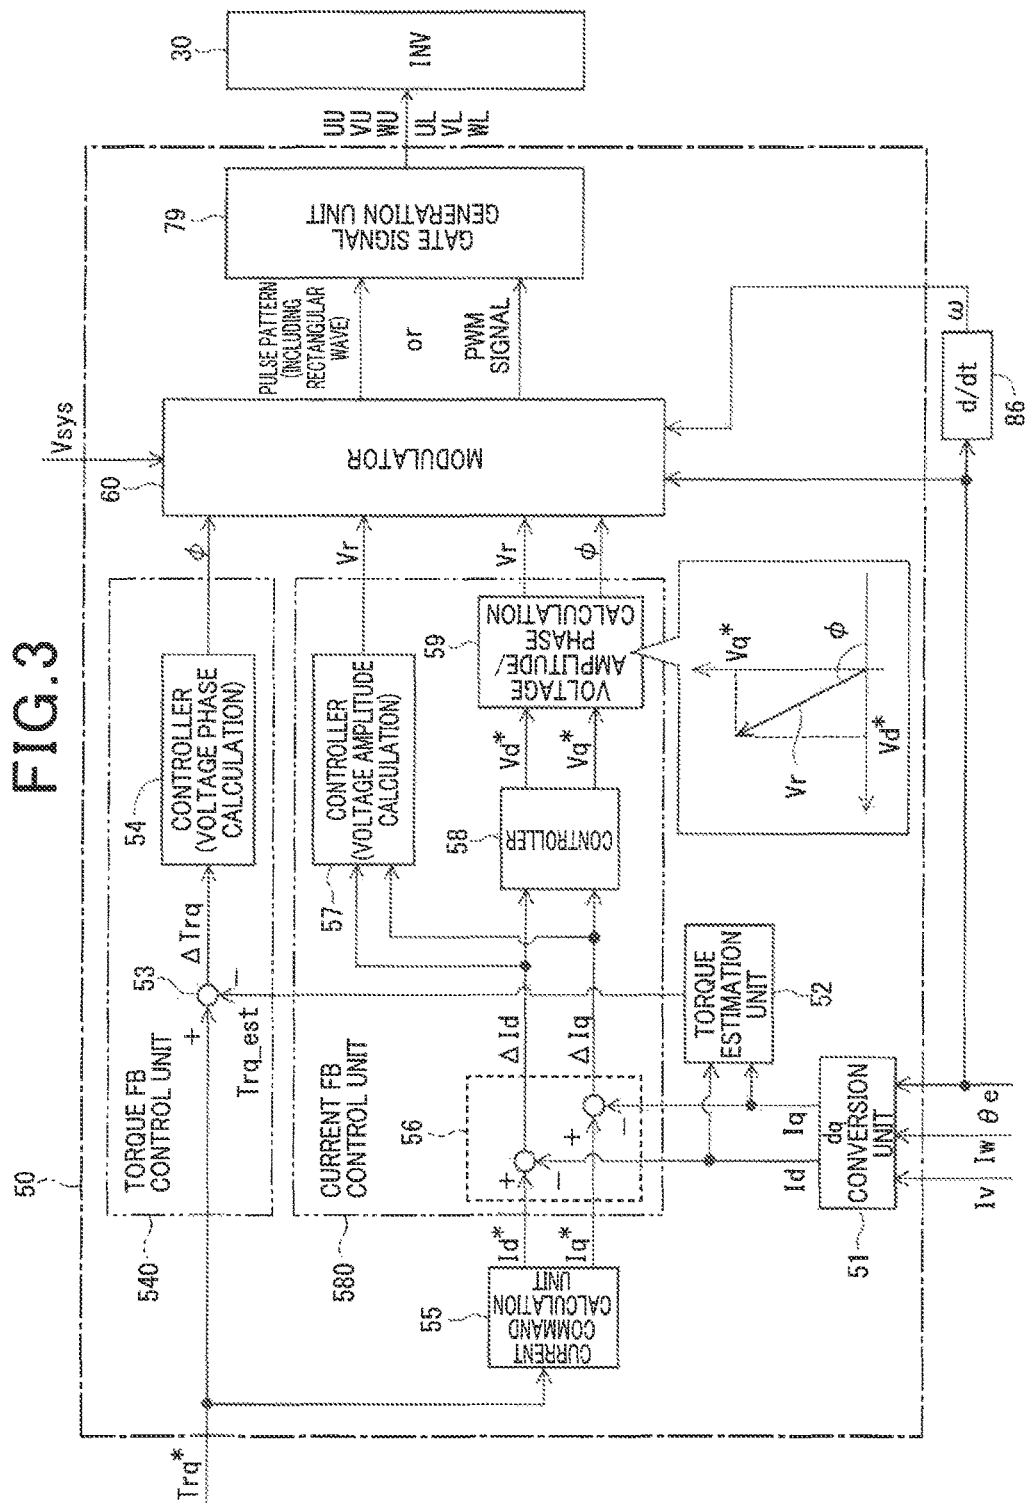 FIG.3
50
540
TORQUE FB
CONTROL UNIT
Trq*
+
53
−
ΔTrq
Trq_est
54
CONTROLLER
(VOLTAGE PHASE
CALCULATION)
φ
60
Vsys
MODULATOR
PULSE PATTERN
(INCLUDING
RECTANGULAR
WAVE)
or
PWM
SIGNAL
79
GATE SIGNAL
GENERATION UNIT
UU
VU
WU
UL
VL
WL
30
INV
580
CURRENT FB
CONTROL UNIT
55
CURRENT
COMMAND
CALCULATION
UNIT
Id*
Iq*
56
+
−
+
−
ΔId
ΔIq
57
CONTROLLER
(VOLTAGE AMPLITUDE
CALCULATION)
Vr
58
CONTROLLER
Vd*
Vq*
59
VOLTAGE
AMPLITUDE/
PHASE
CALCULATION
Vr
φ
Vq*
φ
Vr
Vd*
TORQUE
ESTIMATION
UNIT
52
Id
Iq
51
dq
CONVERSION
UNIT
Iv
Iw
θe
d/dt
86
ω